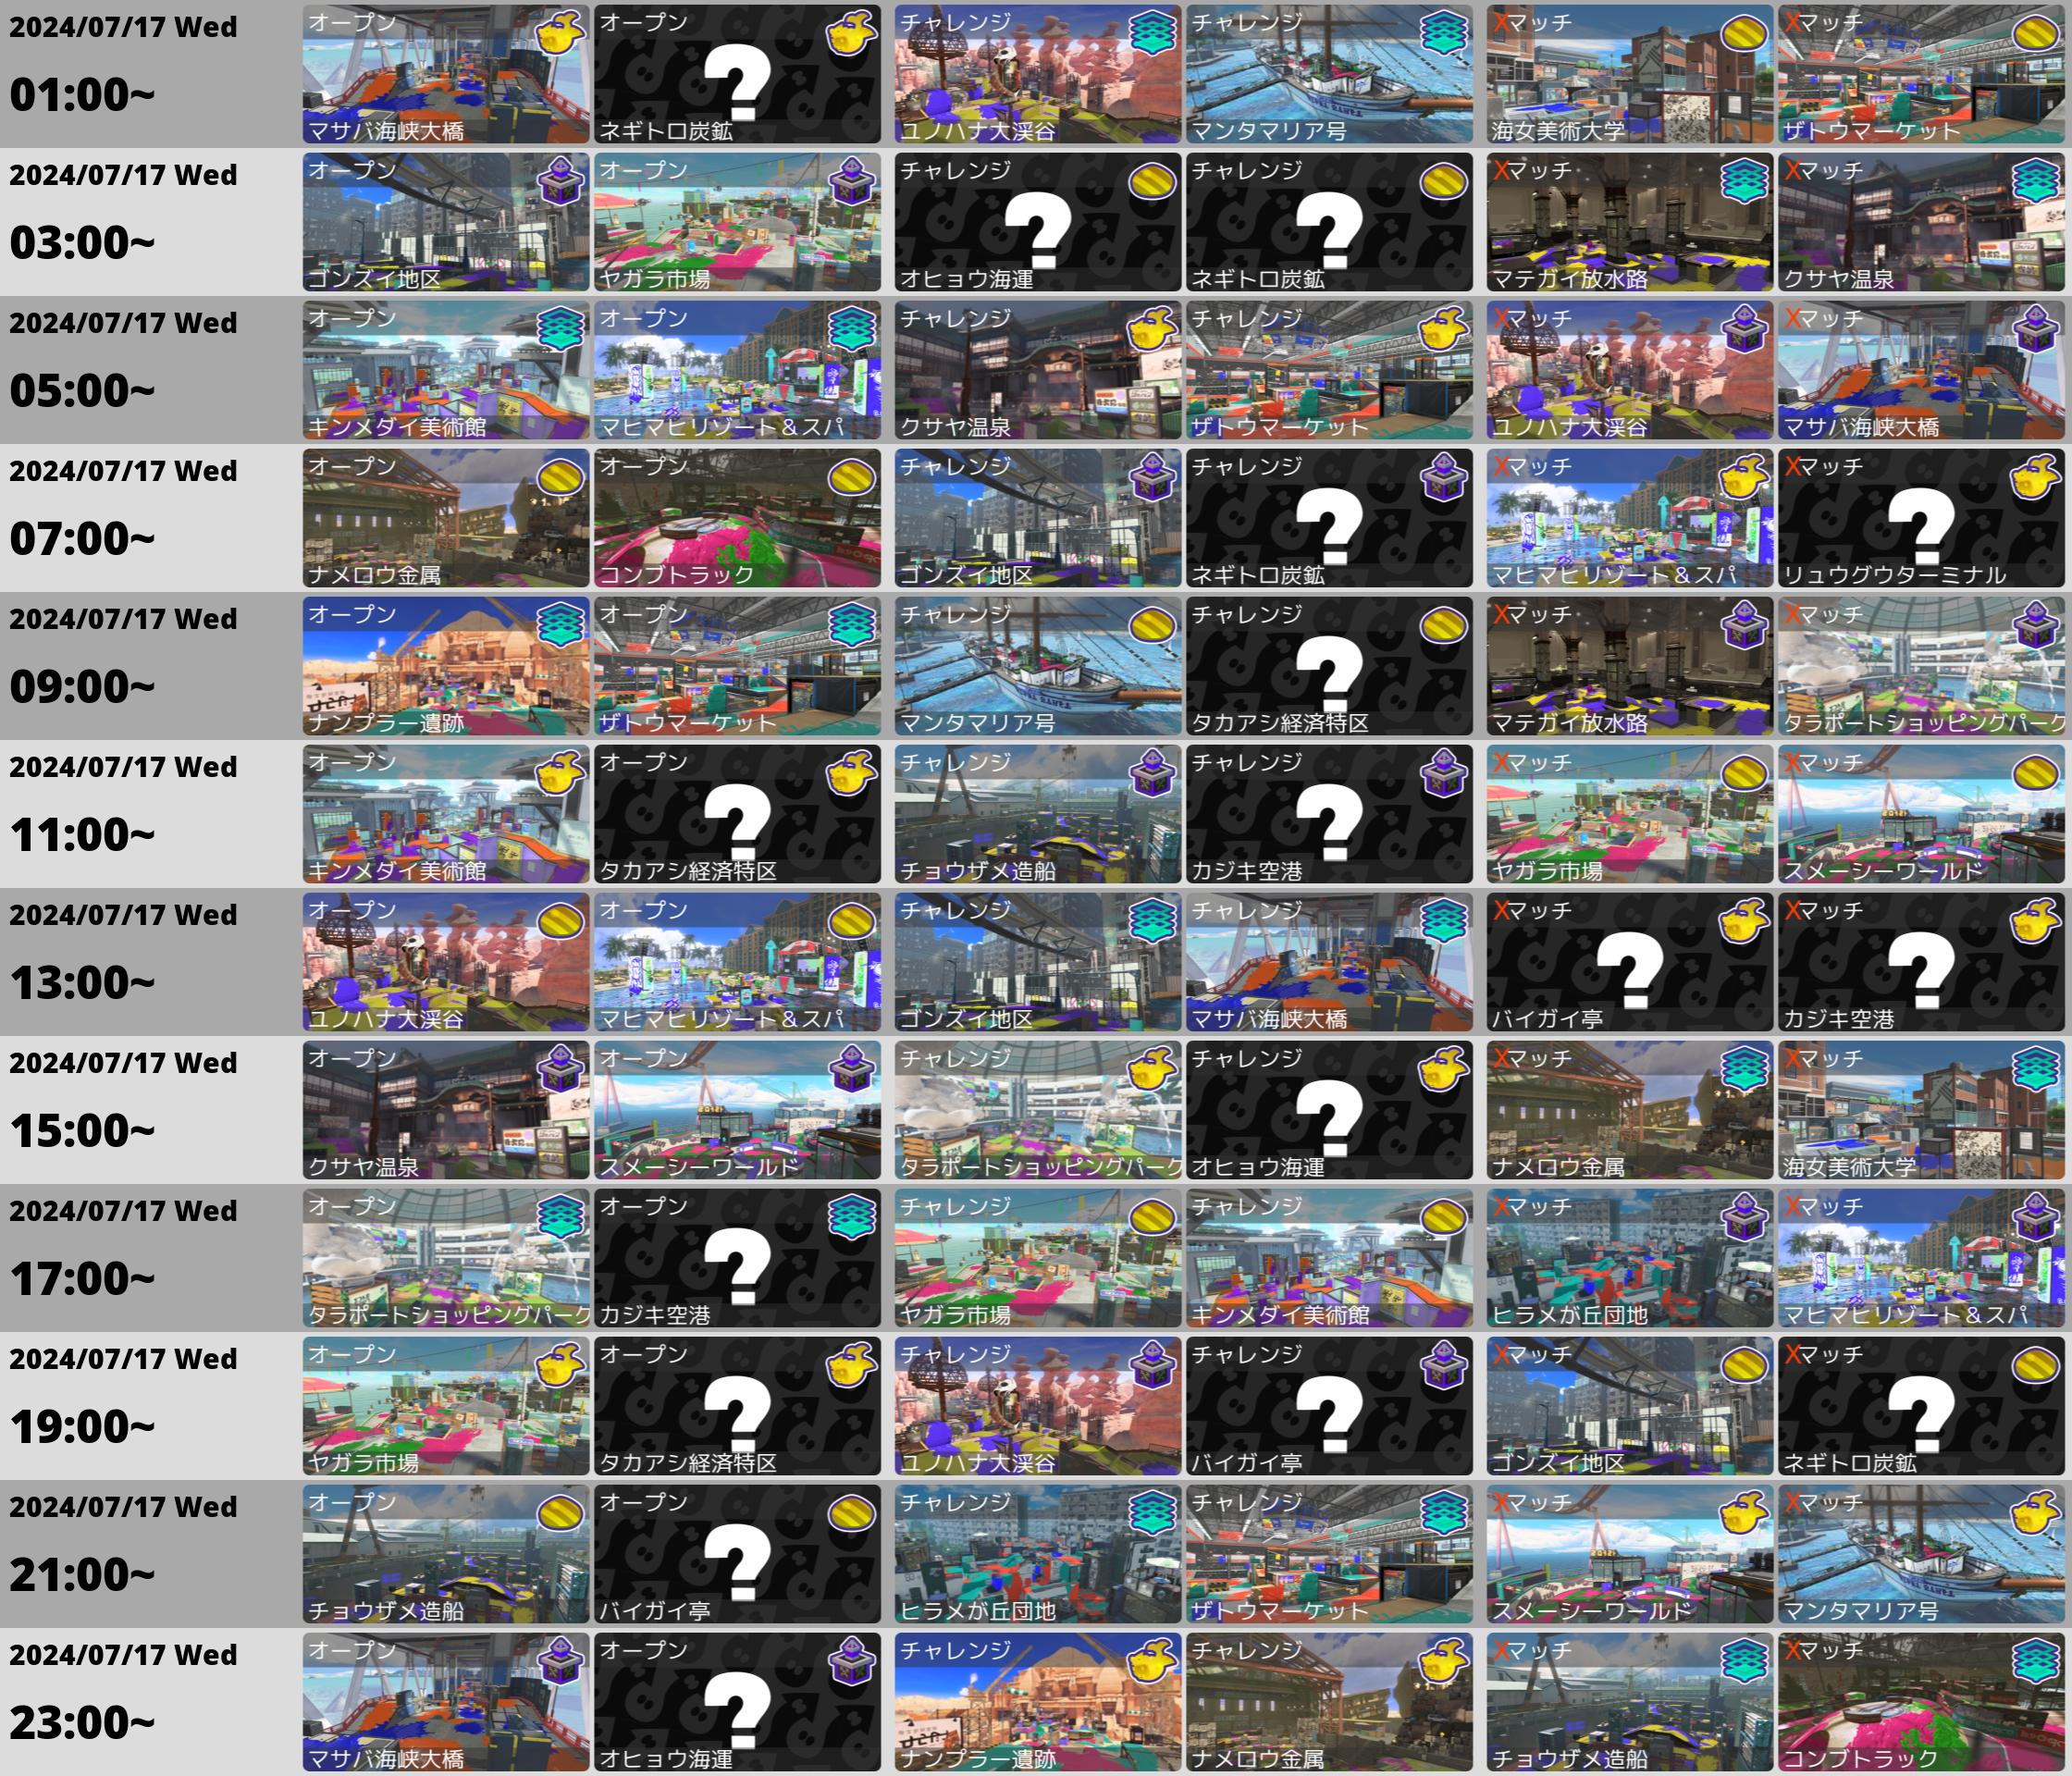 2024/07/17 Wed
01:00~
オープン
マサバ海峡大橋
オープン
?
ネギトロ炭鉱
チャレンジ
ユノハナ大渓谷
チャレンジ
マンタマリア号
Xマッチ
海女美術大学
Xマッチ
ザトウマーケット
2024/07/17 Wed
03:00~
オープン
ゴンズイ地区
オープン
ヤガラ市場
チャレンジ
?
オヒョウ海運
チャレンジ
?
ネギトロ炭鉱
Xマッチ
マテガイ放水路
Xマッチ
クサヤ温泉
2024/07/17 Wed
05:00~
オープン
キンメダイ美術館
オープン
マヒマヒリゾート&スパ
チャレンジ
クサヤ温泉
チャレンジ
ザトウマーケット
Xマッチ
ユノハナ大渓谷
Xマッチ
マサバ海峡大橋
2024/07/17 Wed
07:00~
オープン
ナメロウ金属
オープン
コンブトラック
チャレンジ
ゴンズイ地区
チャレンジ
?
ネギトロ炭鉱
Xマッチ
マヒマヒリゾート&スパ
Xマッチ
?
リュウグウターミナル
2024/07/17 Wed
09:00~
オープン
ナンプラー遺跡
オープン
ザトウマーケット
チャレンジ
マンタマリア号
チャレンジ
?
タカアシ経済特区
Xマッチ
マテガイ放水路
Xマッチ
タラポートショッピングパーク
2024/07/17 Wed
11:00~
オープン
キンメダイ美術館
オープン
?
タカアシ経済特区
チャレンジ
チョウザメ造船
チャレンジ
?
カジキ空港
Xマッチ
ヤガラ市場
Xマッチ
スメーシーワールド
2024/07/17 Wed
13:00~
オープン
ユノハナ大渓谷
オープン
マヒマヒリゾート&スパ
チャレンジ
ゴンズイ地区
チャレンジ
マサバ海峡大橋
Xマッチ
?
バイガイ亭
Xマッチ
?
カジキ空港
2024/07/17 Wed
15:00~
オープン
クサヤ温泉
オープン
スメーシーワールド
チャレンジ
タラポートショッピングパーク
チャレンジ
?
オヒョウ海運
Xマッチ
ナメロウ金属
Xマッチ
海女美術大学
2024/07/17 Wed
17:00~
オープン
タラポートショッピングパーク
オープン
?
カジキ空港
チャレンジ
ヤガラ市場
チャレンジ
キンメダイ美術館
Xマッチ
ヒラメが丘団地
Xマッチ
マヒマヒリゾート&スパ
2024/07/17 Wed
19:00~
オープン
ヤガラ市場
オープン
?
タカアシ経済特区
チャレンジ
ユノハナ大渓谷
チャレンジ
?
バイガイ亭
Xマッチ
ゴンズイ地区
Xマッチ
?
ネギトロ炭鉱
2024/07/17 Wed
21:00~
オープン
チョウザメ造船
オープン
?
バイガイ亭
チャレンジ
ヒラメが丘団地
チャレンジ
ザトウマーケット
Xマッチ
スメーシーワールド
Xマッチ
マンタマリア号
2024/07/17 Wed
23:00~
オープン
マサバ海峡大橋
オープン
?
オヒョウ海運
チャレンジ
ナンプラー遺跡
チャレンジ
ナメロウ金属
Xマッチ
チョウザメ造船
Xマッチ
コンブトラック